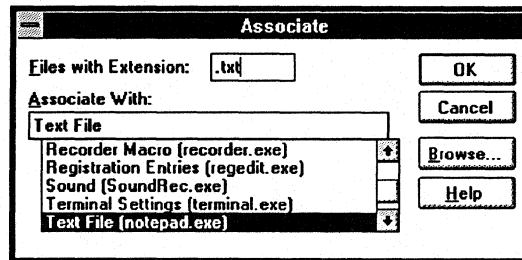 Associate
Files with Extension: .txt
OK
Associate With:
Cancel
Text File
Recorder Macro (recorder.exe)
Registration Entries (regedit.exe)
Browse...
Sound (SoundRec.exe)
Terminal Settings (terminal.exe)
Help
Text File (notepad.exe)